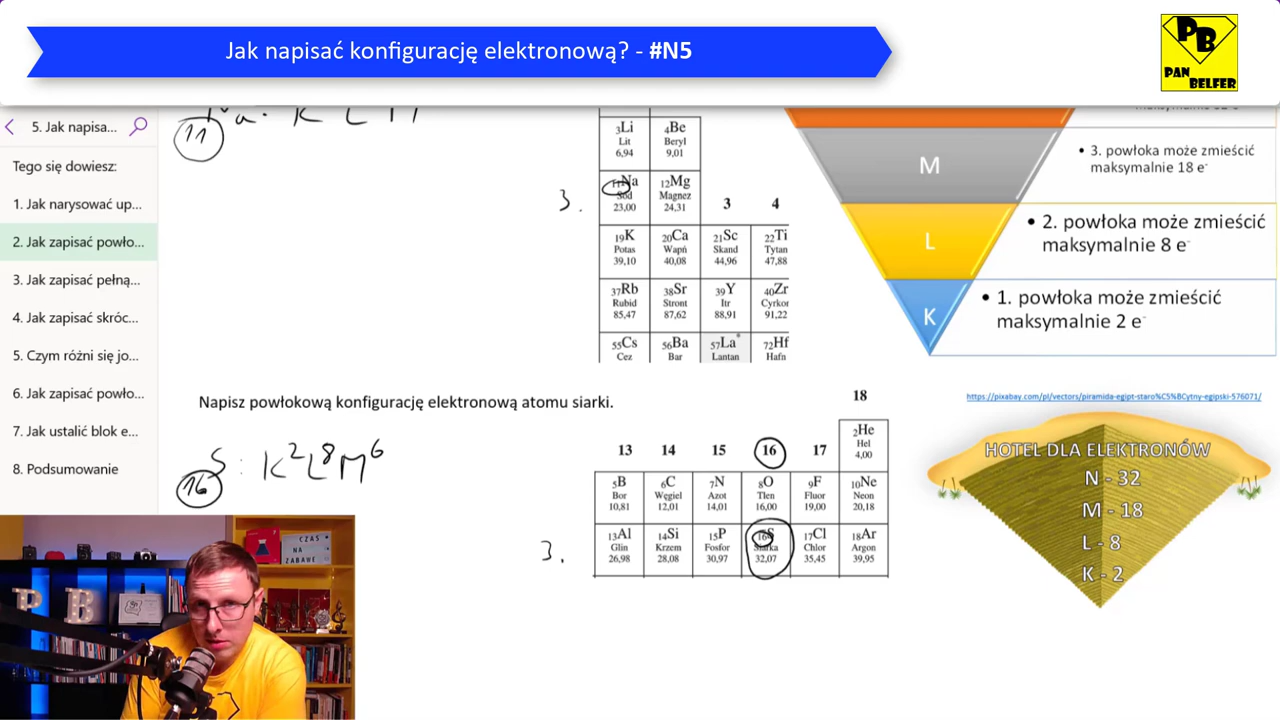 Jak napisać konfigurację elektronową? - #N5
PB
PAN
BELFER
5. Jak napisa...
Tego się dowiesz:
1. Jak narysować up...
2. Jak zapisać powło...
3. Jak zapisać pełną...
4. Jak zapisać skróc...
5. Czym różni się jo...
6. Jak zapisać powło...
7. Jak ustalić blok e...
8. Podsumowanie
11
3Li 4Be
Lit Beryl
6,94 9,01
3.
11Na 12Mg
Sód Magnez
23,00 24,31 3 4
19K 20Ca 21Sc 22Ti
Potas Wapń Skand Tytan
39,10 40,08 44,96 47,88
37Rb 38Sr 39Y 40Zr
Rubid Stront Itr Cyrkon
85,47 87,62 88,91 91,22
55Cs 56Ba 57La* 72Hf
Cez Bar Lantan Hafn
M
• 3. powłoka może zmieścić
maksymalnie 18 e⁻
L
• 2. powłoka może zmieścić
maksymalnie 8 e⁻
K
• 1. powłoka może zmieścić
maksymalnie 2 e⁻
Napisz powłokową konfigurację elektronową atomu siarki.
16S: K²L⁸M⁶
18
2He
Hel
4,00
13 14 15 16 17
5B 6C 7N 8O 9F 10Ne
Bor Węgiel Azot Tlen Fluor Neon
10,81 12,01 14,01 16,00 19,00 20,18
3.
13Al 14Si 15P 16S 17Cl 18Ar
Glin Krzem Fosfor Siarka Chlor Argon
26,98 28,08 30,97 32,07 35,45 39,95
https://pixabay.com/pl/vectors/piramida-egipt-staro%C5%BCytny-egipski-576071/
HOTEL DLA ELEKTRONÓW
N - 32
M - 18
L - 8
K - 2
CZAS
NA
ZABAWĘ
P B